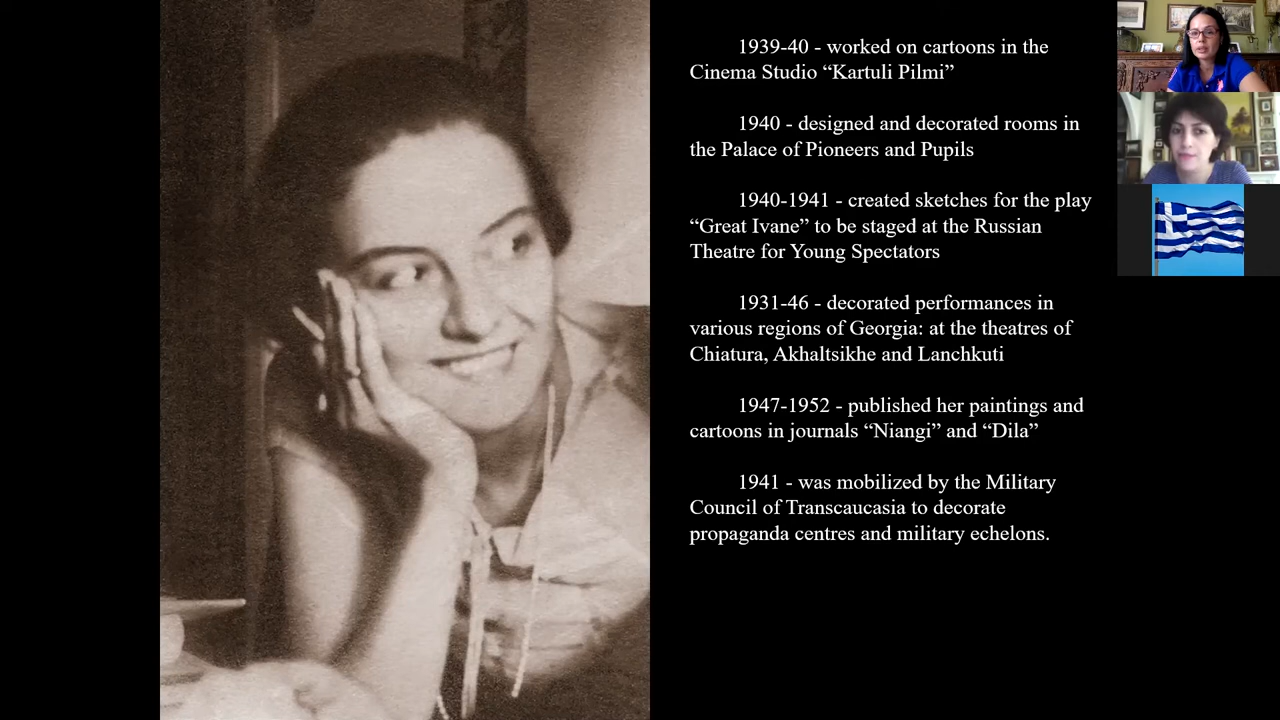 1939-40 - worked on cartoons in the
Cinema Studio “Kartuli Pilmi”
1940 - designed and decorated rooms in
the Palace of Pioneers and Pupils
1940-1941 - created sketches for the play
“Great Ivane” to be staged at the Russian
Theatre for Young Spectators
1931-46 - decorated performances in
various regions of Georgia: at the theatres of
Chiatura, Akhaltsikhe and Lanchkuti
1947-1952 - published her paintings and
cartoons in journals “Niangi” and “Dila”
1941 - was mobilized by the Military
Council of Transcaucasia to decorate
propaganda centres and military echelons.